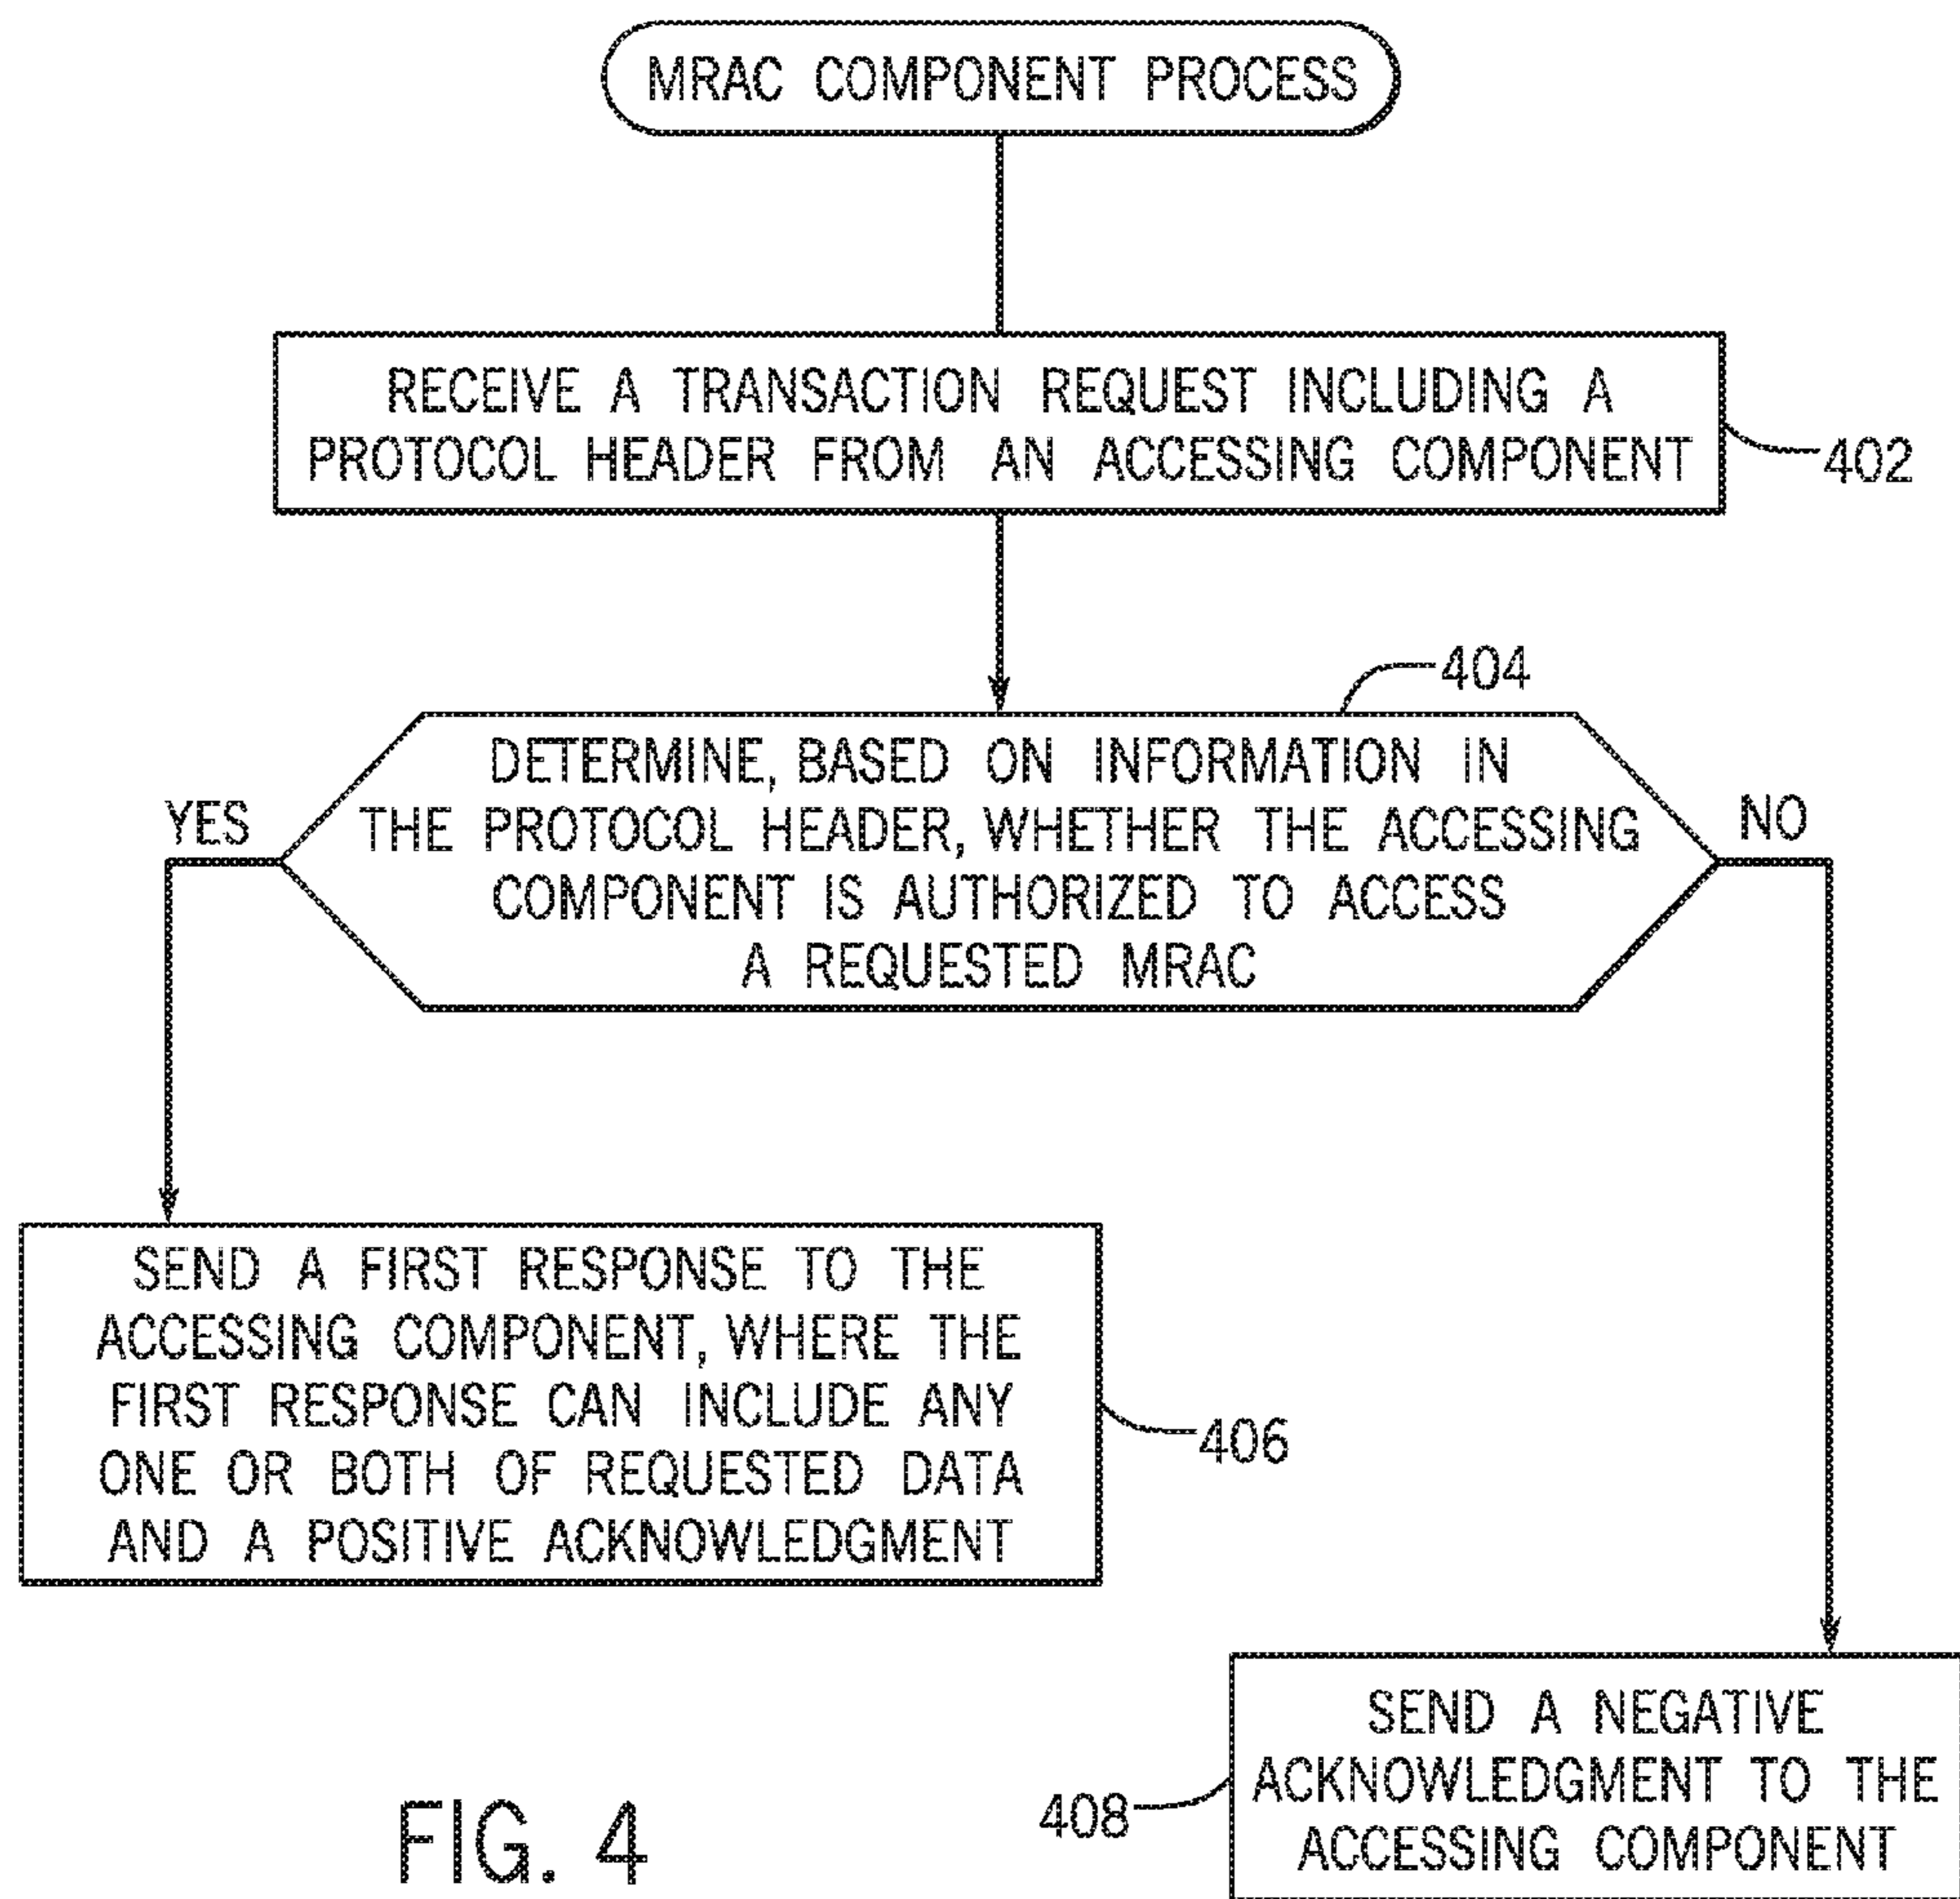 MRAC COMPONENT PROCESS
RECEIVE A TRANSACTION REQUEST INCLUDING A
PROTOCOL HEADER FROM AN ACCESSING COMPONENT
402
404
DETERMINE, BASED ON INFORMATION IN
THE PROTOCOL HEADER, WHETHER THE ACCESSING
COMPONENT IS AUTHORIZED TO ACCESS
A REQUESTED MRAC
YES
NO
SEND A FIRST RESPONSE TO THE
ACCESSING COMPONENT, WHERE THE
FIRST RESPONSE CAN INCLUDE ANY
ONE OR BOTH OF REQUESTED DATA
AND A POSITIVE ACKNOWLEDGMENT
406
SEND A NEGATIVE
ACKNOWLEDGMENT TO THE
ACCESSING COMPONENT
408
FIG. 4